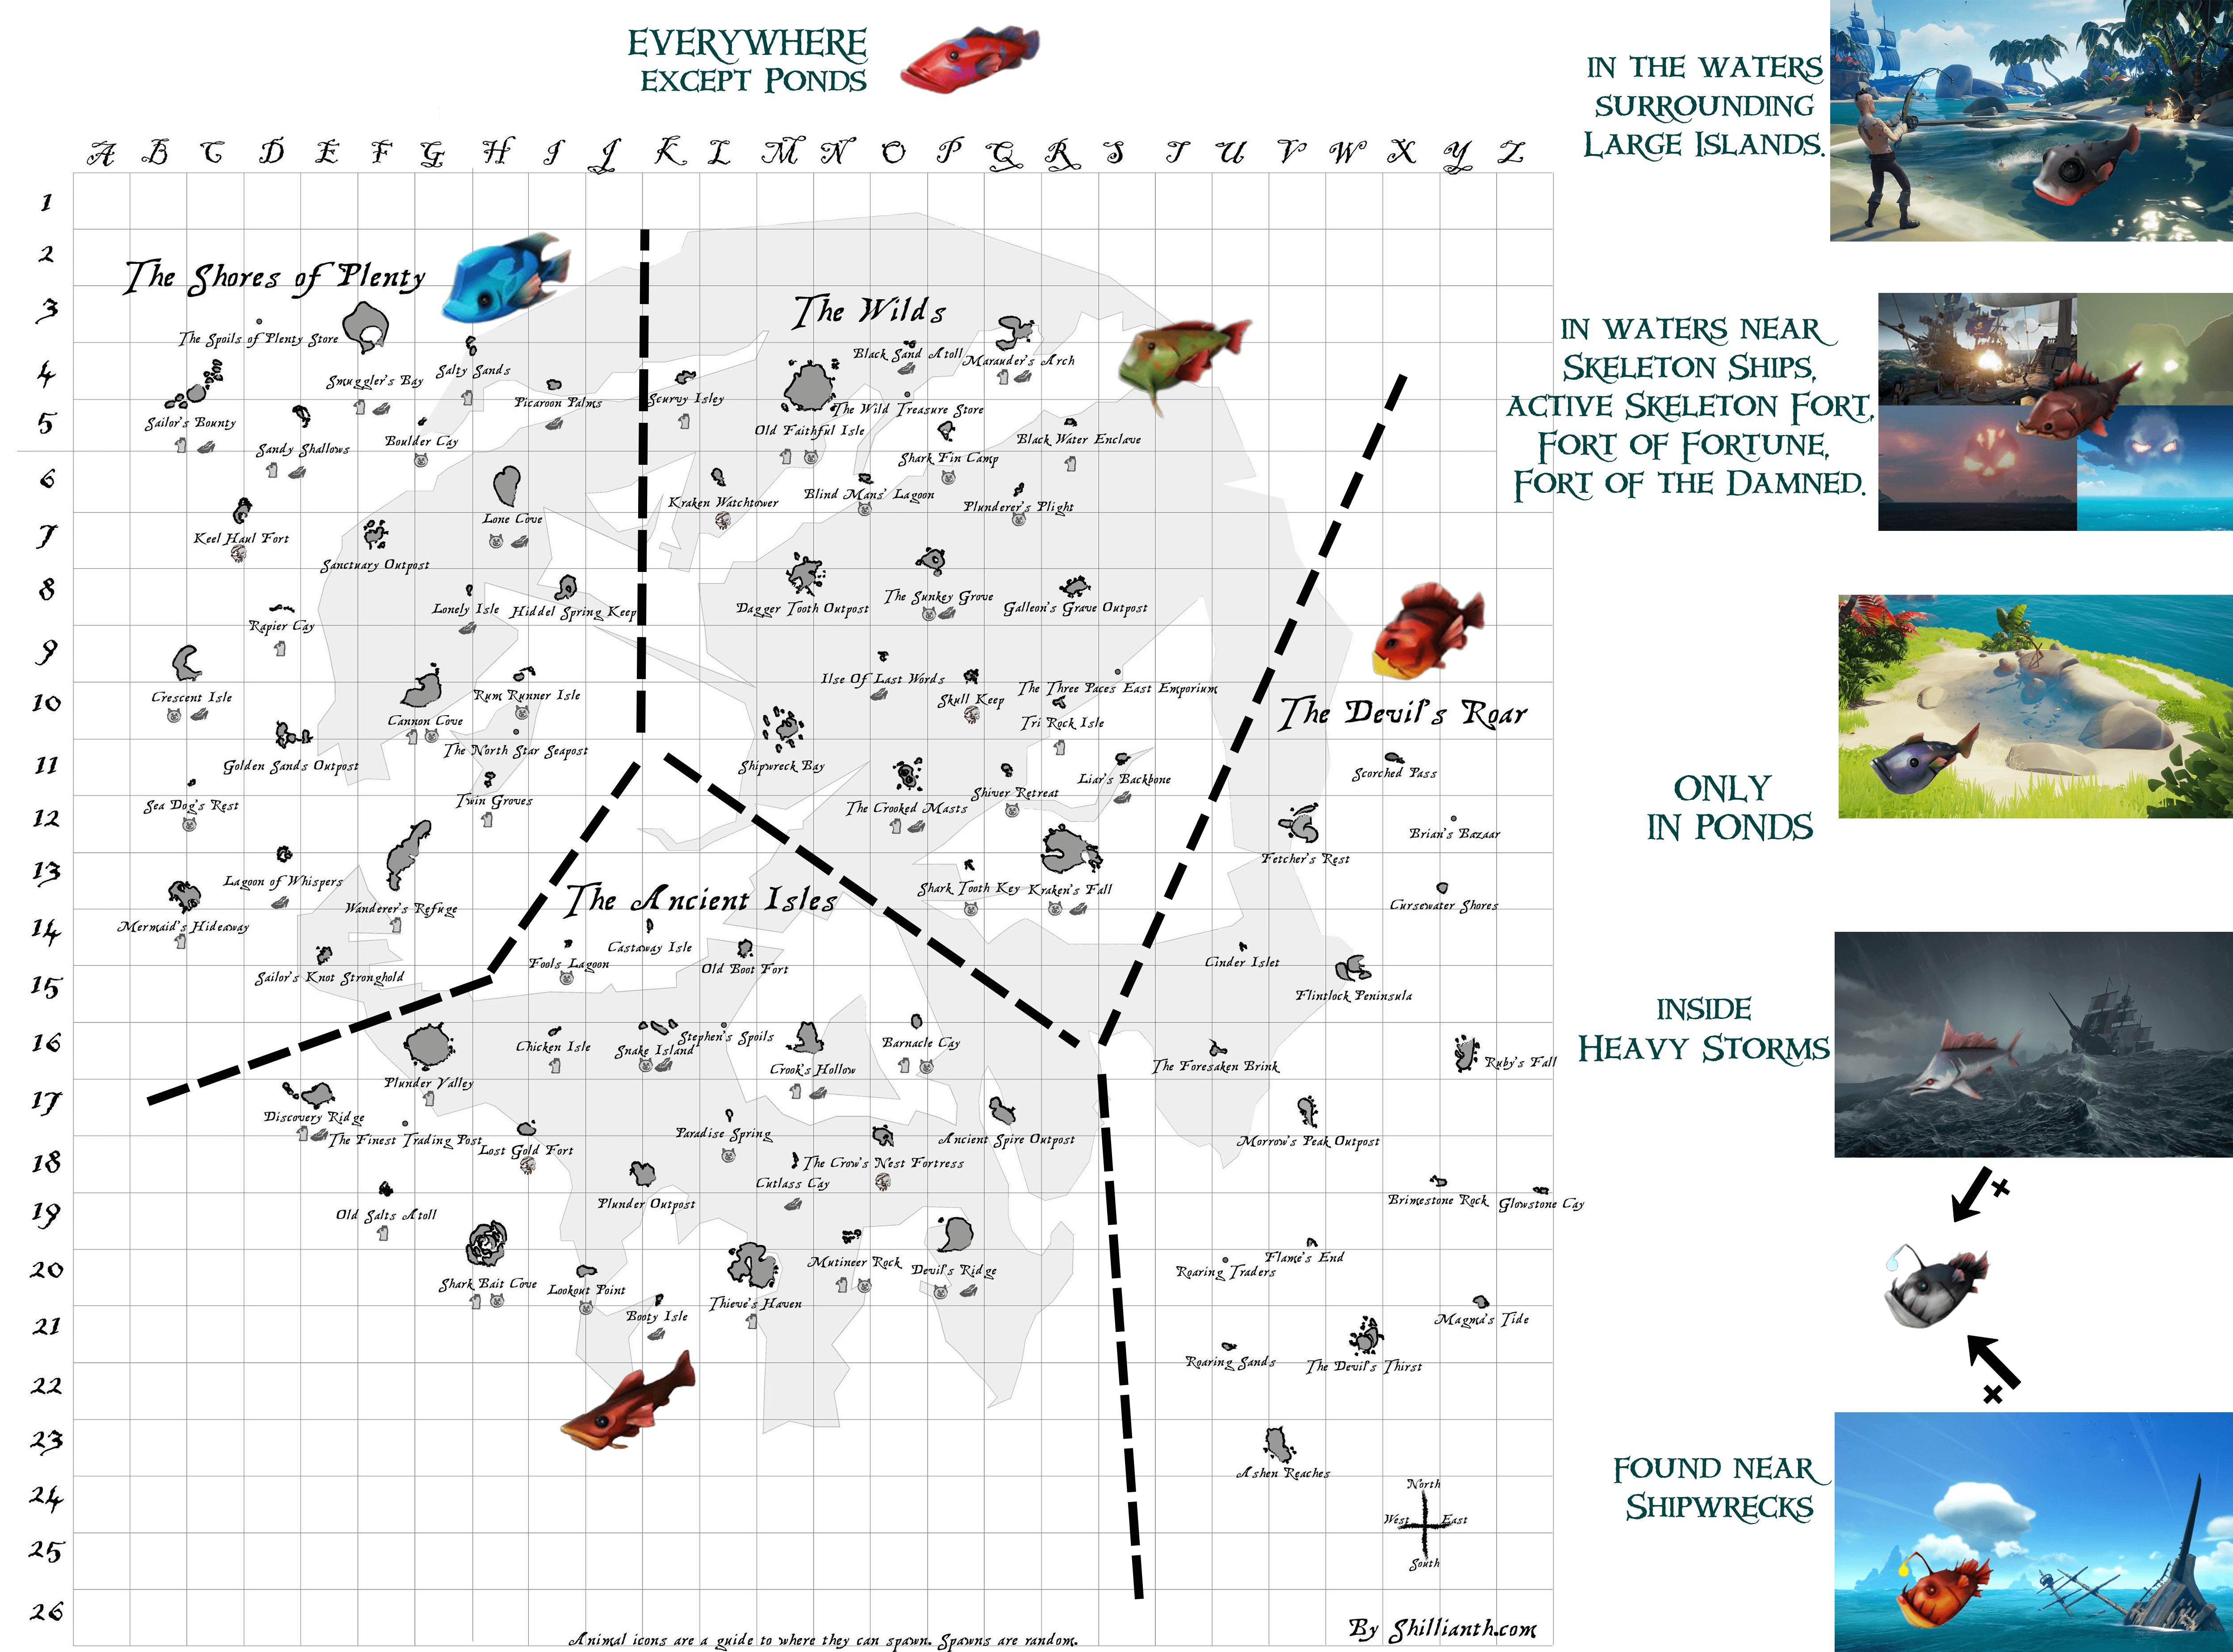 EVERYWHERE
EXCEPT PONDS
IN THE WATERS
SURROUNDING
LARGE ISLANDS.
A B C D E F G H I J K L M N O P Q R S T U V W X Y Z
1
2
3
4
5
6
7
8
9
10
11
12
13
14
15
16
17
18
19
20
21
22
23
24
25
26
The Shores of Plenty
The Spoils of Plenty Store
Salty Sands
Smuggler's Bay
Picaroon Palms
Sailor's Bounty
Sandy Shallows
Boulder Cay
Lone Cove
Keel Haul Fort
Sanctuary Outpost
Lonely Isle
Hiddel Spring Keep
Rapier Cay
Crescent Isle
Rum Runner Isle
Cannon Cove
The North Star Seapost
Golden Sands Outpost
Sea Dog's Rest
Twin Groves
Lagoon of Whispers
Wanderer's Refuge
Mermaid's Hideaway
Sailor's Knot Stronghold
The Wilds
Black Sand Atoll
Marauder's Arch
Scurvy Isley
The Wild Treasure Store
Old Faithful Isle
Black Water Enclave
Shark Fin Camp
Kraken Watchtower
Blind Mans' Lagoon
Plunderer's Plight
Dagger Tooth Outpost
The Sunkey Grove
Galleon's Grave Outpost
Ilse Of Last Words
The Three Paces East Emporium
Skull Keep
Tri Rock Isle
Shipwreck Bay
Liar's Backbone
Shiver Retreat
The Crooked Masts
Shark Tooth Key
Kraken's Fall
The Ancient Isles
Castaway Isle
Fools Lagoon
Old Boot Fort
Chicken Isle
Snake Island
Stephen's Spoils
Barnacle Cay
Crook's Hollow
Plunder Valley
Discovery Ridge
The Finest Trading Post
Lost Gold Fort
Paradise Spring
Ancient Spire Outpost
The Crow's Nest Fortress
Cutlass Cay
Plunder Outpost
Old Salts Atoll
Shark Bait Cove
Lookout Point
Mutineer Rock
Devil's Ridge
Thieve's Haven
Booty Isle
The Devil's Roar
Scorched Pass
Brian's Bazaar
Fetcher's Rest
Cursewater Shores
Cinder Islet
Flintlock Peninsula
The Foresaken Brink
Ruby's Fall
Morrow's Peak Outpost
Brimestone Rock
Glowstone Cay
Flame's End
Roaring Traders
Magma's Tide
Roaring Sands
The Devil's Thirst
Ashen Reaches
North
West East
South
Animal icons are a guide to where they can spawn. Spawns are random.
By Shillianth.com
IN WATERS NEAR
SKELETON SHIPS,
ACTIVE SKELETON FORT,
FORT OF FORTUNE,
FORT OF THE DAMNED.
ONLY
IN PONDS
INSIDE
HEAVY STORMS
+
+
FOUND NEAR
SHIPWRECKS